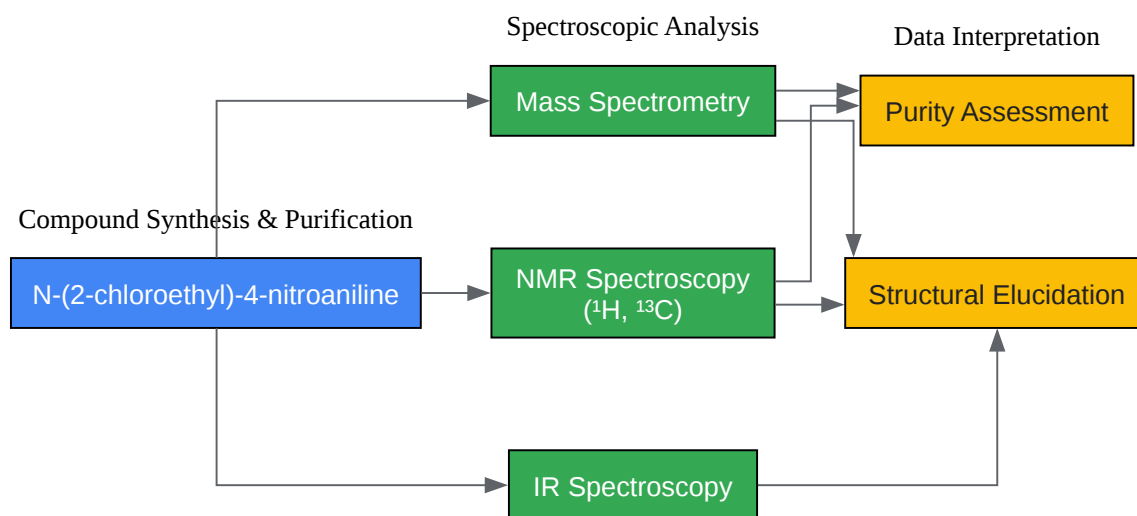 Spectroscopic Analysis
Data Interpretation
Mass Spectrometry
Purity Assessment
Compound Synthesis & Purification
N-(2-chloroethyl)-4-nitroaniline
NMR Spectroscopy
(¹H, ¹³C)
Structural Elucidation
IR Spectroscopy